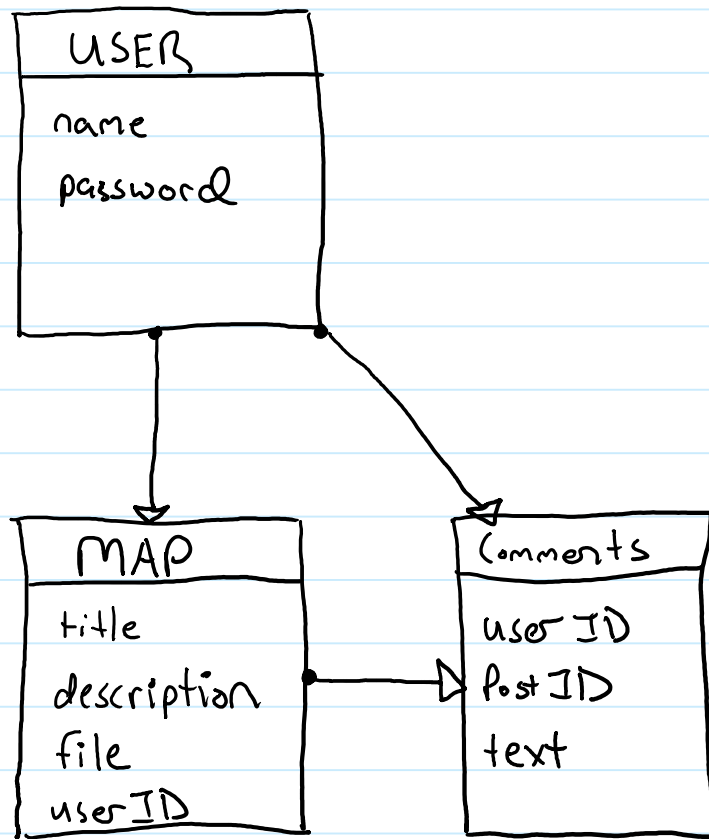 USER
name
password
MAP
title
description
file
userID
Comments
userID
PostID
text